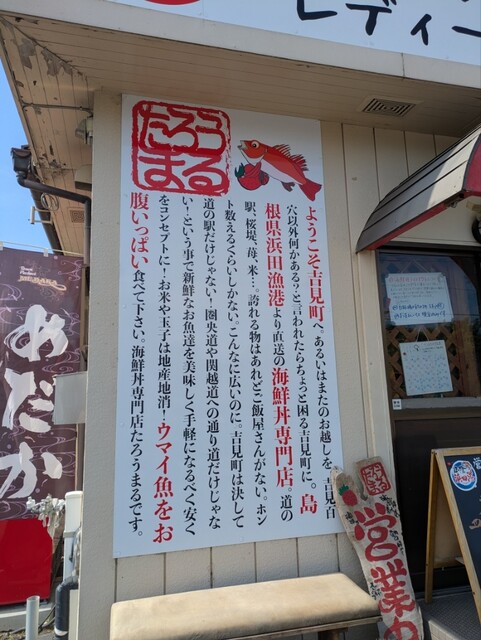 レディー
たろう
まる
ようこそ吉見町へ。あるいはまたのお越しを。吉見百
穴以外何かある？と言われたらちょっと困る吉見町に。島
根県浜田漁港より直送の海鮮丼専門店。道の
駅、桜堤、苺、米…。誇れる物はあれどご飯屋さんがない。ホン
ト数えるぐらいしかない。こんなに広いのに。吉見町は決して
道の駅だけじゃない！圏央道や関越道への通り道だけじゃな
い！という事で新鮮なお魚達を美味しく手軽になるべく安く
をコンセプトに！お米や玉子は地産地消！ウマイ魚をお
腹いっぱい食べて下さい。海鮮丼専門店たろうまるです。
めだか
営業中